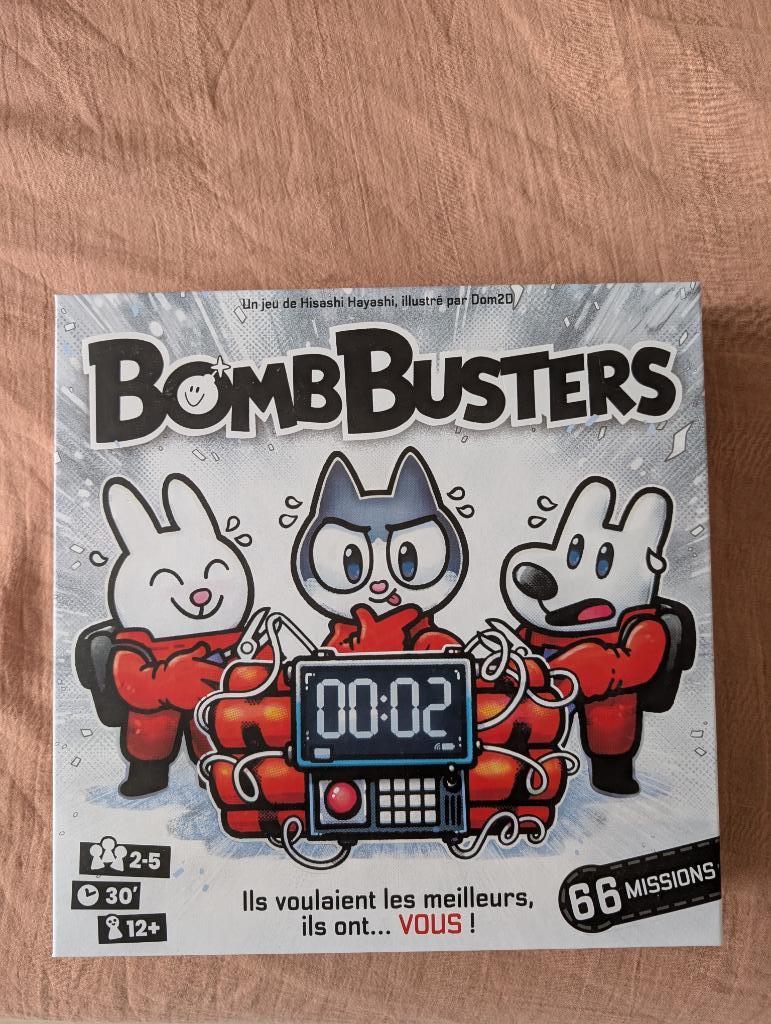 Un jeu de Hisashi Hayashi, illustré par Dom2D
BOMBBUSTERS
00:02
2-5
30'
12+
Ils voulaient les meilleurs,
ils ont... VOUS !
66 MISSIONS